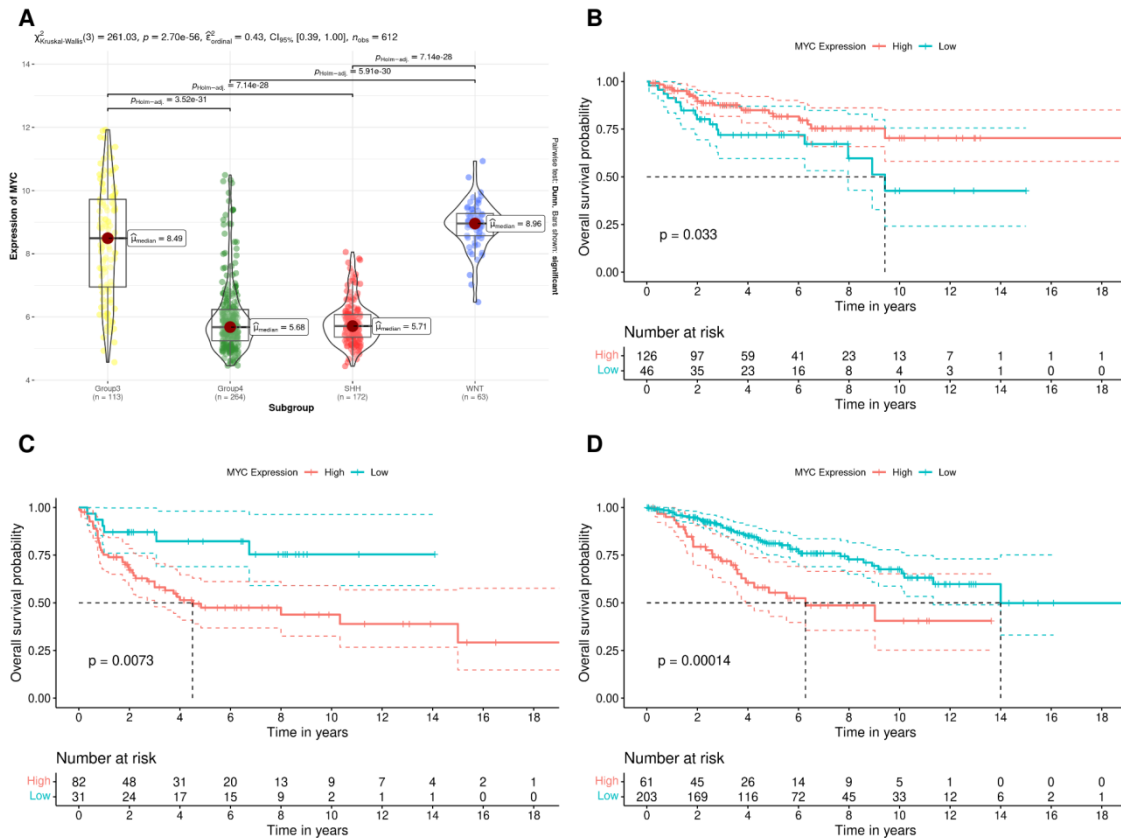 A
χ²Kruskal-Wallis(3) = 261.03, p = 2.70e-56, ε̂²ordinal = 0.43, CI95% [0.39, 1.00], nobs = 612
14
12
10
8
6
4
Expression of MYC
pHolm-adj. = 7.14e-28
pHolm-adj. = 5.91e-30
pHolm-adj. = 7.14e-28
pHolm-adj. = 3.52e-31
μ̂median = 8.49
μ̂median = 5.68
μ̂median = 5.71
μ̂median = 8.96
Pairwise test: Dunn. Bars shown: significant
Group3 Group4 SHH WNT
(n = 113) (n = 264) (n = 172) (n = 63)
Subgroup
B
MYC Expression High Low
Overall survival probability
1.00
0.75
0.50
0.25
0.00
p = 0.033
0 2 4 6 8 10 12 14 16 18
Time in years
Number at risk
High 126 97 59 41 23 13 7 1 1 1
Low 46 35 23 16 8 4 3 1 0 0
0 2 4 6 8 10 12 14 16 18
Time in years
C
MYC Expression High Low
Overall survival probability
1.00
0.75
0.50
0.25
0.00
p = 0.0073
0 2 4 6 8 10 12 14 16 18
Time in years
Number at risk
High 82 48 31 20 13 9 7 4 2 1
Low 31 24 17 15 9 2 1 1 0 0
0 2 4 6 8 10 12 14 16 18
Time in years
D
MYC Expression High Low
Overall survival probability
1.00
0.75
0.50
0.25
0.00
p = 0.00014
0 2 4 6 8 10 12 14 16 18
Time in years
Number at risk
High 61 45 26 14 9 5 1 0 0 0
Low 203 169 116 72 45 33 12 6 2 1
0 2 4 6 8 10 12 14 16 18
Time in years